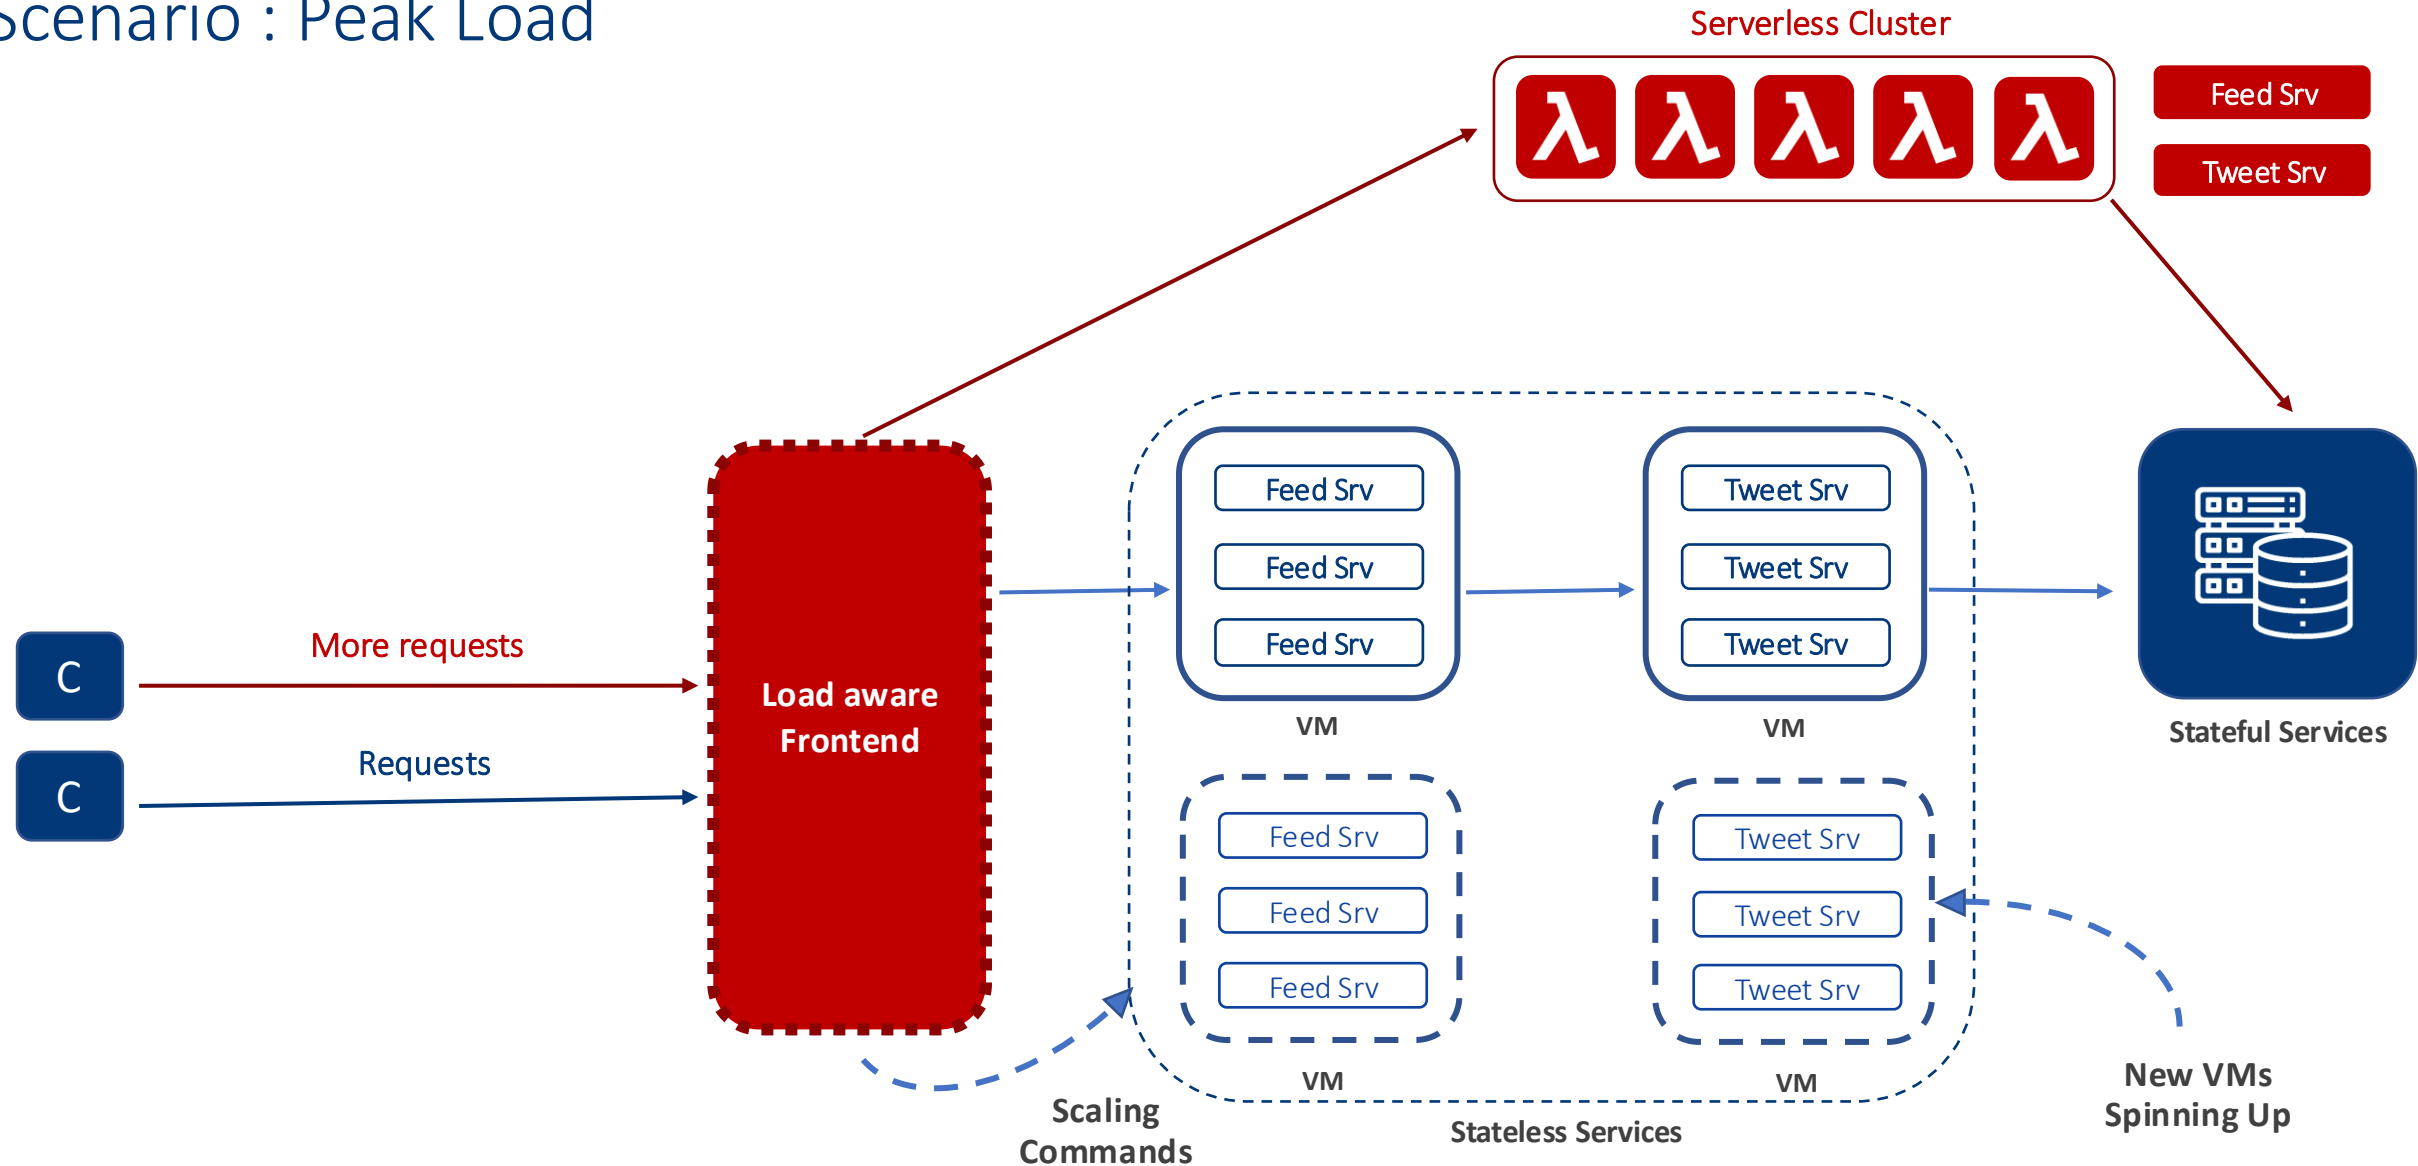 Scenario : Peak Load
Serverless Cluster
λ λ λ λ λ
Feed Srv
Tweet Srv
More requests
Requests
C
C
Load aware
Frontend
Feed Srv
Feed Srv
Feed Srv
VM
Tweet Srv
Tweet Srv
Tweet Srv
VM
Stateful Services
Feed Srv
Feed Srv
Feed Srv
VM
Tweet Srv
Tweet Srv
Tweet Srv
VM
Scaling
Commands
Stateless Services
New VMs
Spinning Up